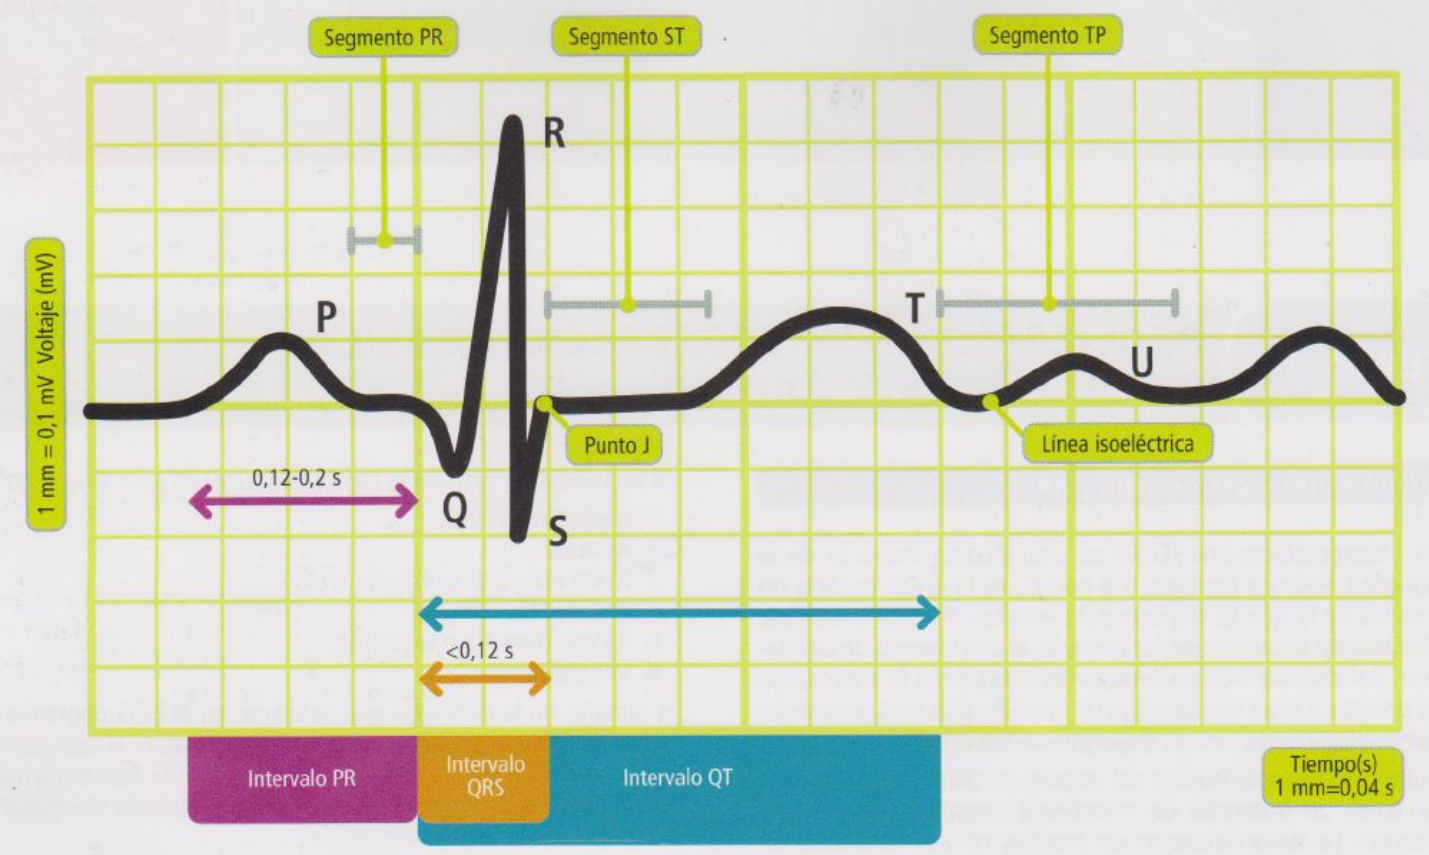 Segmento PR
Segmento ST
Segmento TP
R
P
T
U
1 mm = 0,1 mV Voltaje (mV)
Punto J
Línea isoeléctrica
0,12-0,2 s
Q
S
<0,12 s
Intervalo PR
Intervalo
QRS
Intervalo QT
Tiempo(s)
1 mm=0,04 s